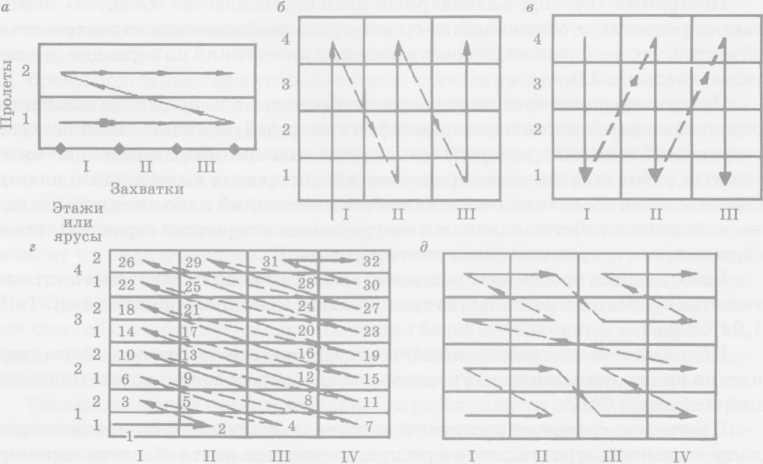 а
Пролеты
2
1
I II III
Захватки
б
4
3
2
1
I II III
в
4
3
2
1
I II III
Этажи
или
ярусы
г
4 2 26 29 31 32
1 22 25 28 30
3 2 18 21 24 27
1 14 17 20 23
2 2 10 13 16 19
1 6 9 12 15
1 2 3 5 8 11
1 1 2 4 7
I II III IV
д
I II III IV